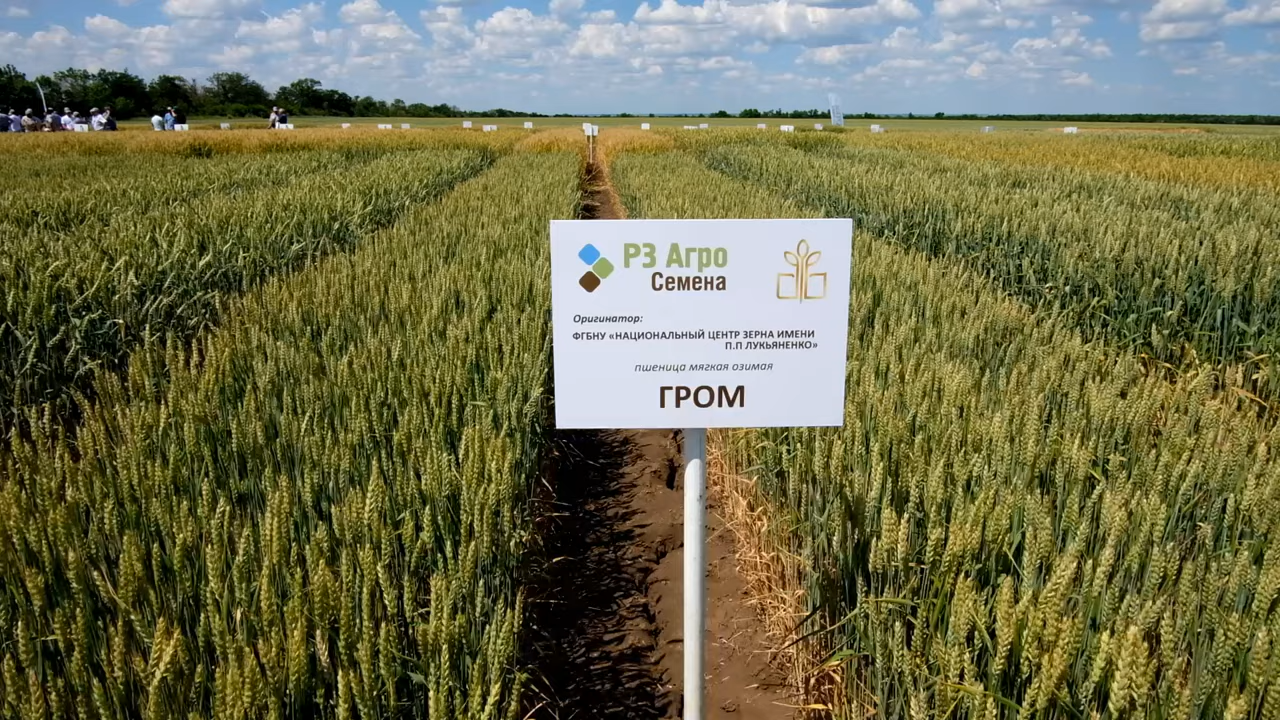 РЗ Агро
Семена
Оригинатор:
ФГБНУ «НАЦИОНАЛЬНЫЙ ЦЕНТР ЗЕРНА ИМЕНИ
П.П ЛУКЬЯНЕНКО»
пшеница мягкая озимая
ГРОМ